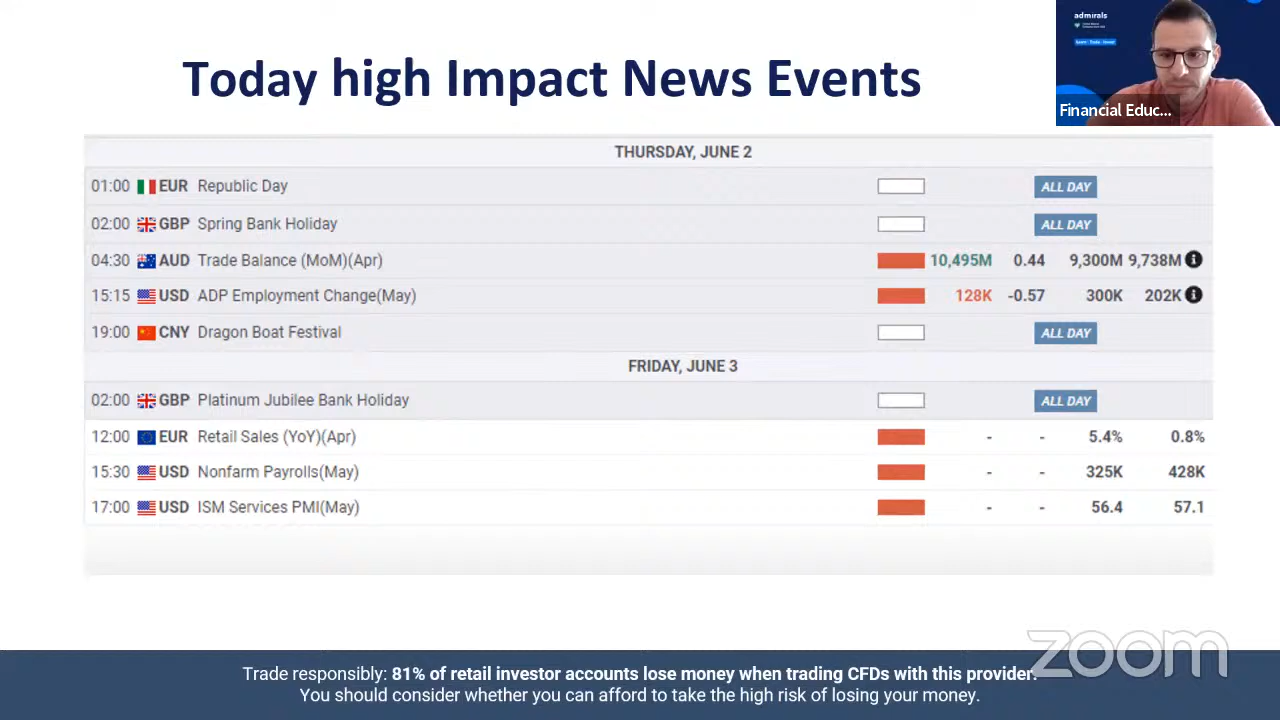 Today high Impact News Events
admirals
Financial Educ...
THURSDAY, JUNE 2
01:00 EUR Republic Day ALL DAY
02:00 GBP Spring Bank Holiday ALL DAY
04:30 AUD Trade Balance (MoM)(Apr) 10,495M 0.44 9,300M 9,738M
15:15 USD ADP Employment Change(May) 128K -0.57 300K 202K
19:00 CNY Dragon Boat Festival ALL DAY
FRIDAY, JUNE 3
02:00 GBP Platinum Jubilee Bank Holiday ALL DAY
12:00 EUR Retail Sales (YoY)(Apr) - - 5.4% 0.8%
15:30 USD Nonfarm Payrolls(May) - - 325K 428K
17:00 USD ISM Services PMI(May) - - 56.4 57.1
zoom
Trade responsibly: 81% of retail investor accounts lose money when trading CFDs with this provider.
You should consider whether you can afford to take the high risk of losing your money.